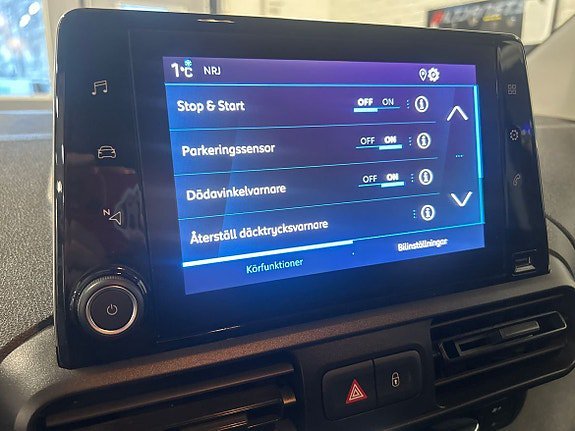 1°C NRJ
Stop & Start OFF ON
Parkeringssensor OFF ON
Dödavinkelvarnare OFF ON
Återställ däcktrycksvarnare
Körfunktioner Bilinställningar
N